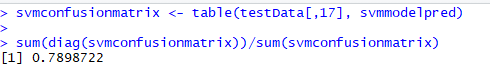 > svmconfusionmatrix <- table(testData[,17], svmmodelpred)
>
> sum(diag(svmconfusionmatrix))/sum(svmconfusionmatrix)
[1] 0.7898722